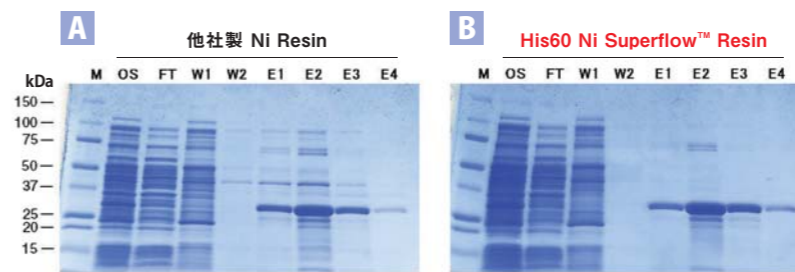 A
他社製 Ni Resin
kDa M OS FT W1 W2 E1 E2 E3 E4
150
100
75
50
37
25
20
15
B
His60 Ni Superflow™ Resin
M OS FT W1 W2 E1 E2 E3 E4